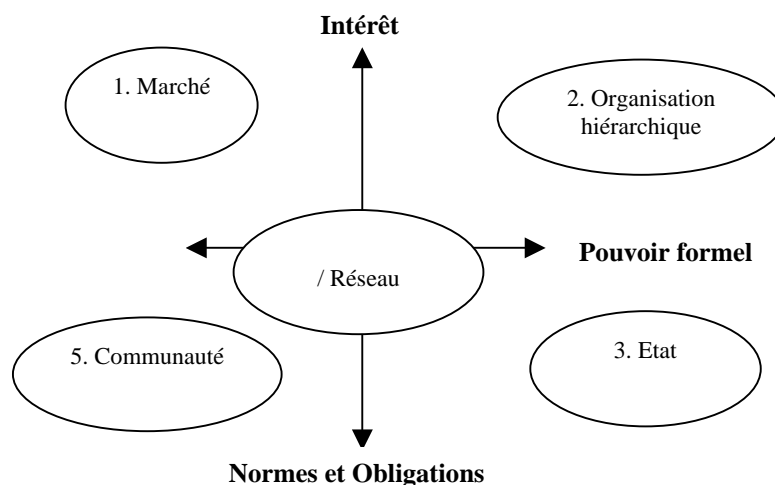 Intérêt
1. Marché
2. Organisation
hiérarchique
/ Réseau
Pouvoir formel
5. Communauté
3. Etat
Normes et Obligations